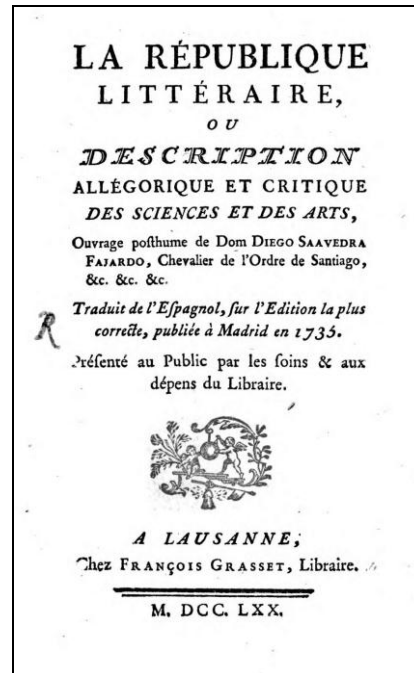 LA RÉPUBLIQUE
LITTÉRAIRE,
OU
DESCRIPTION
ALLÉGORIQUE ET CRITIQUE
DES SCIENCES ET DES ARTS,
Ouvrage posthume de Dom DIEGO SAAVEDRA
FAJARDO, Chevalier de l'Ordre de Santiago,
&c. &c. &c.
Traduit de l'Espagnol, sur l'Edition la plus
correcte, publiée à Madrid en 1735.
R
Présenté au Public par les soins & aux
dépens du Libraire.
A LAUSANNE;
Chez FRANÇOIS GRASSET, Libraire.
M. DCC. LXX.